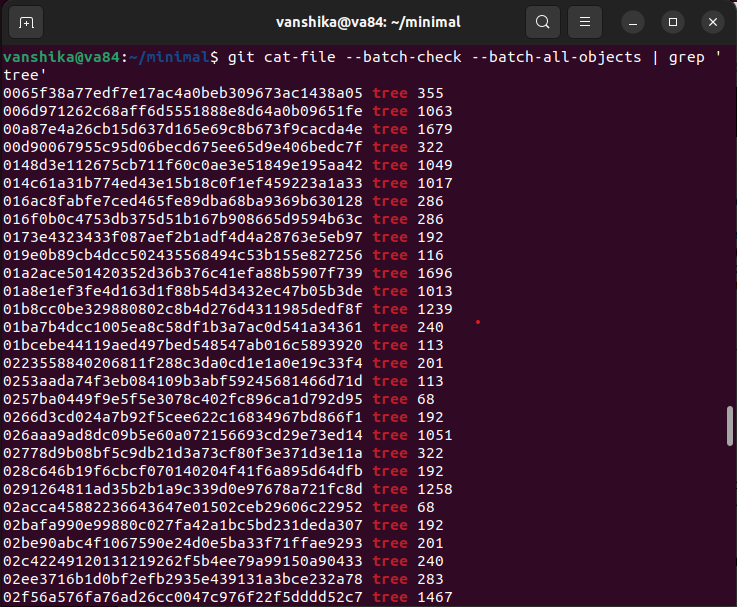 vanshika@va84: ~/minimal
vanshika@va84:~/minimal$ git cat-file --batch-check --batch-all-objects | grep '
tree'
0065f38a77edf7e17ac4a0beb309673ac1438a05 tree 355
006d971262c68aff6d5551888e8d64a0b09651fe tree 1063
00a87e4a26cb15d637d165e69c8b673f9cacda4e tree 1679
00d90067955c95d06becd675ee65d9e406bedc7f tree 322
0148d3e112675cb711f60c0ae3e51849e195aa42 tree 1049
014c61a31b774ed43e15b18c0f1ef459223a1a33 tree 1017
016ac8fabfe7ced465fe89dba68ba9369b630128 tree 286
016f0b0c4753db375d51b167b908665d9594b63c tree 286
0173e4323433f087aef2b1adf4d4a28763e5eb97 tree 192
019e0b89cb4dcc502435568494c53b155e827256 tree 116
01a2ace501420352d36b376c41efa88b5907f739 tree 1696
01a8e1ef3fe4d163d1f88b54d3432ec47b05b3de tree 1013
01b8cc0be329880802c8b4d276d4311985dedf8f tree 1239
01ba7b4dcc1005ea8c58df1b3a7ac0d541a34361 tree 240
01bcebe44119aed497bed548547ab016c5893920 tree 113
0223558840206811f288c3da0cd1e1a0e19c33f4 tree 201
0253aada74f3eb084109b3abf59245681466d71d tree 113
0257ba0449f9e5f5e3078c402fc896ca1d792d95 tree 68
0266d3cd024a7b92f5cee622c16834967bd866f1 tree 192
026aaa9ad8dc09b5e60a072156693cd29e73ed14 tree 1051
02778d9b08bf5c9db21d3a73cf80f3e371d3e11a tree 322
028c646b19f6cbcf070140204f41f6a895d64dfb tree 192
0291264811ad35b2b1a9c339d0e97678a721fc8d tree 1258
02acca45882236643647e01502ceb29606c22952 tree 68
02bafa990e99880c027fa42a1bc5bd231deda307 tree 192
02be90abc4f1067590e24d0e5ba33f71ffae9293 tree 201
02c42249120131219262f5b4ee79a99150a90433 tree 240
02ee3716b1d0bf2efb2935e439131a3bce232a78 tree 283
02f56a576fa76ad26cc0047c976f22f5dddd52c7 tree 1467